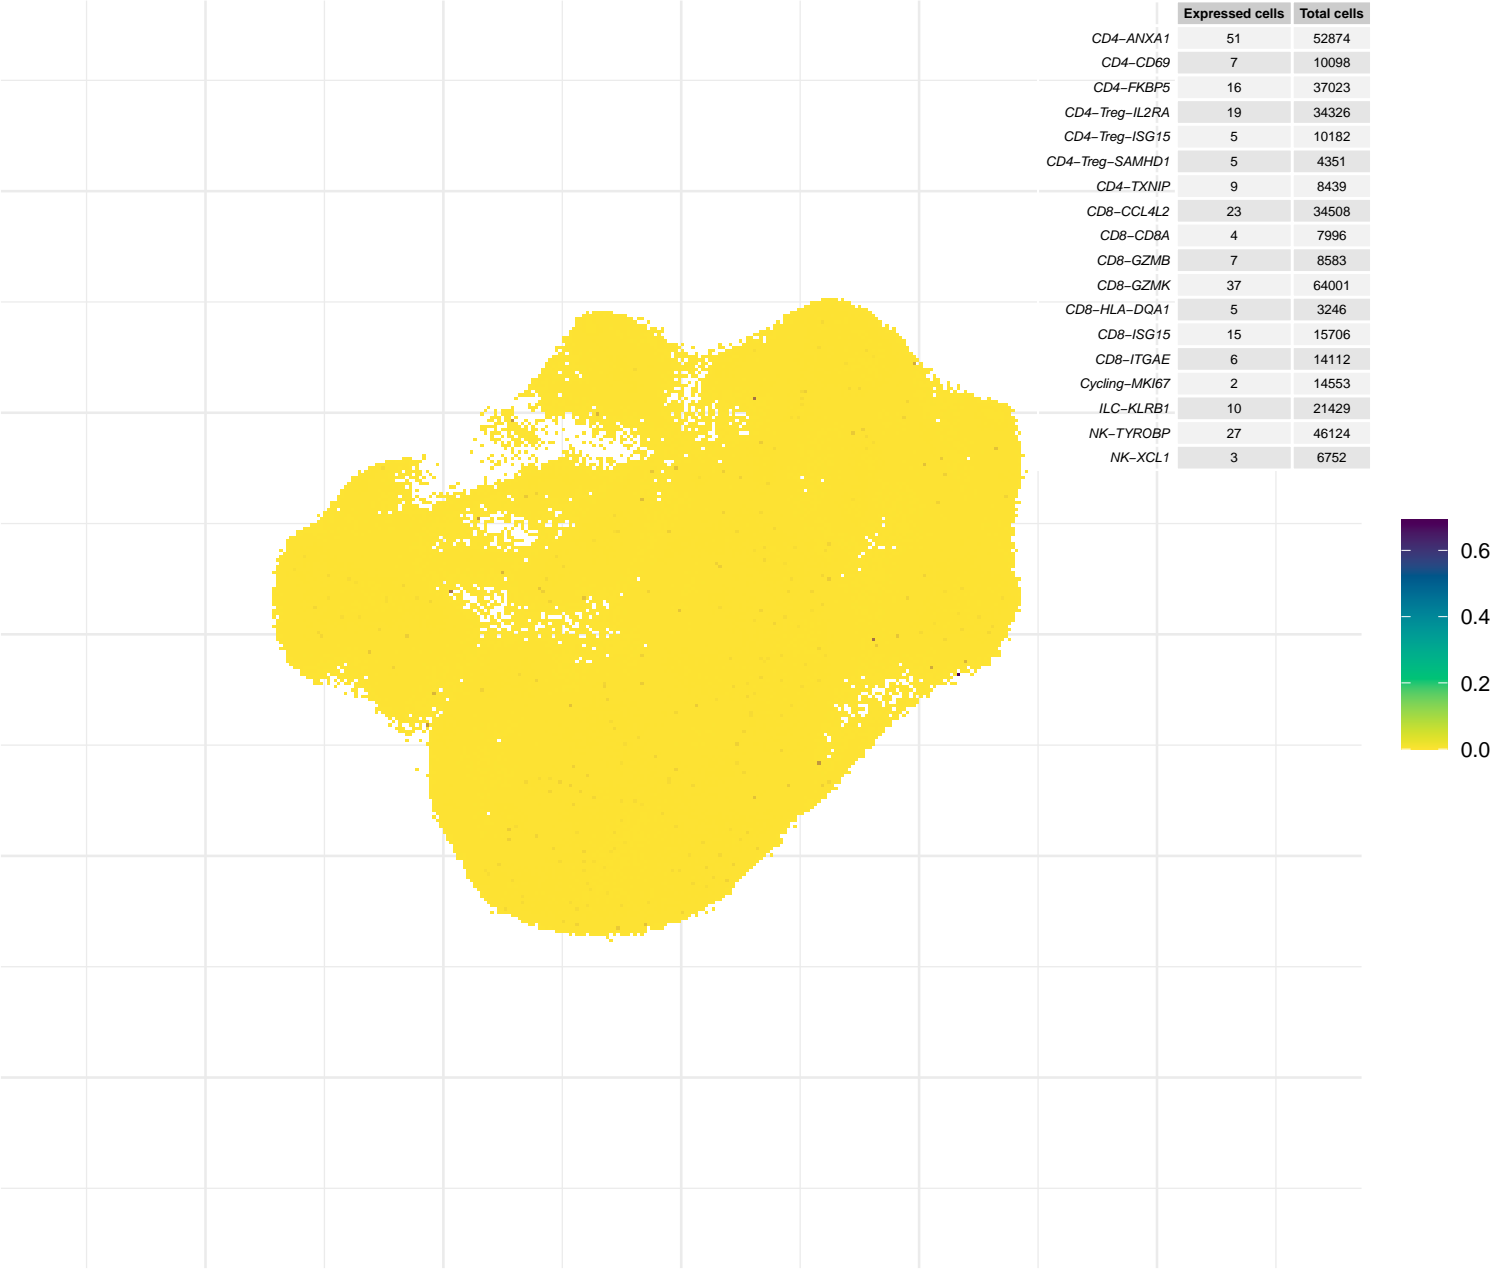 Expressed cells Total cells
CD4−ANXA1 51 52874
CD4−CD69 7 10098
CD4−FKBP5 16 37023
CD4−Treg−IL2RA 19 34326
CD4−Treg−ISG15 5 10182
CD4−Treg−SAMHD1 5 4351
CD4−TXNIP 9 8439
CD8−CCL4L2 23 34508
CD8−CD8A 4 7996
CD8−GZMB 7 8583
CD8−GZMK 37 64001
CD8−HLA−DQA1 5 3246
CD8−ISG15 15 15706
CD8−ITGAE 6 14112
Cycling−MKI67 2 14553
ILC−KLRB1 10 21429
NK−TYROBP 27 46124
NK−XCL1 3 6752
0.6
0.4
0.2
0.0